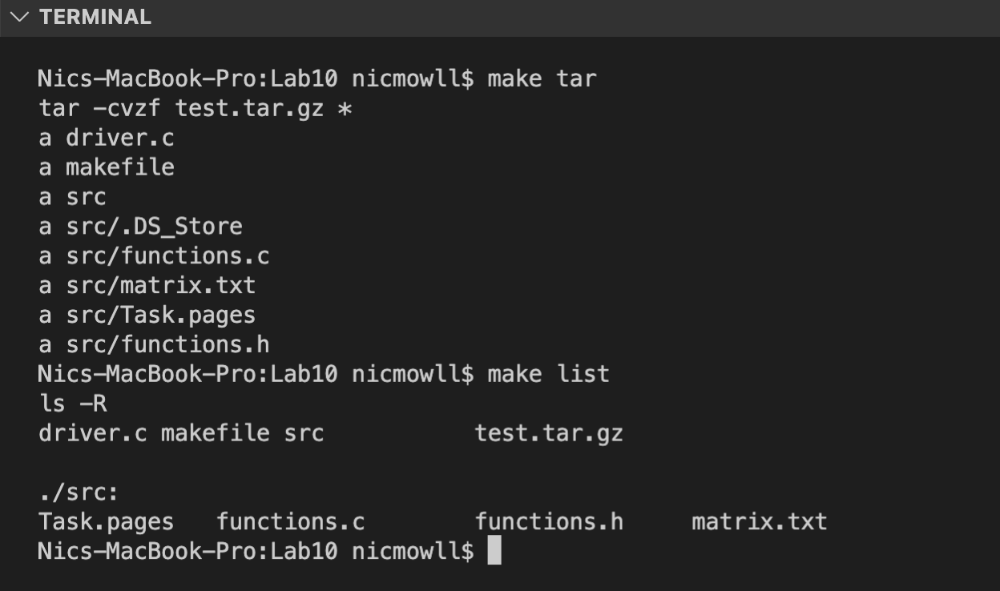 TERMINAL
Nics-MacBook-Pro:Lab10 nicmowll$ make tar
tar -cvzf test.tar.gz *
a driver.c
a makefile
a src
a src/.DS_Store
a src/functions.c
a src/matrix.txt
a src/Task.pages
a src/functions.h
Nics-MacBook-Pro:Lab10 nicmowll$ make list
ls -R
driver.c makefile src           test.tar.gz

./src:
Task.pages   functions.c        functions.h     matrix.txt
Nics-MacBook-Pro:Lab10 nicmowll$